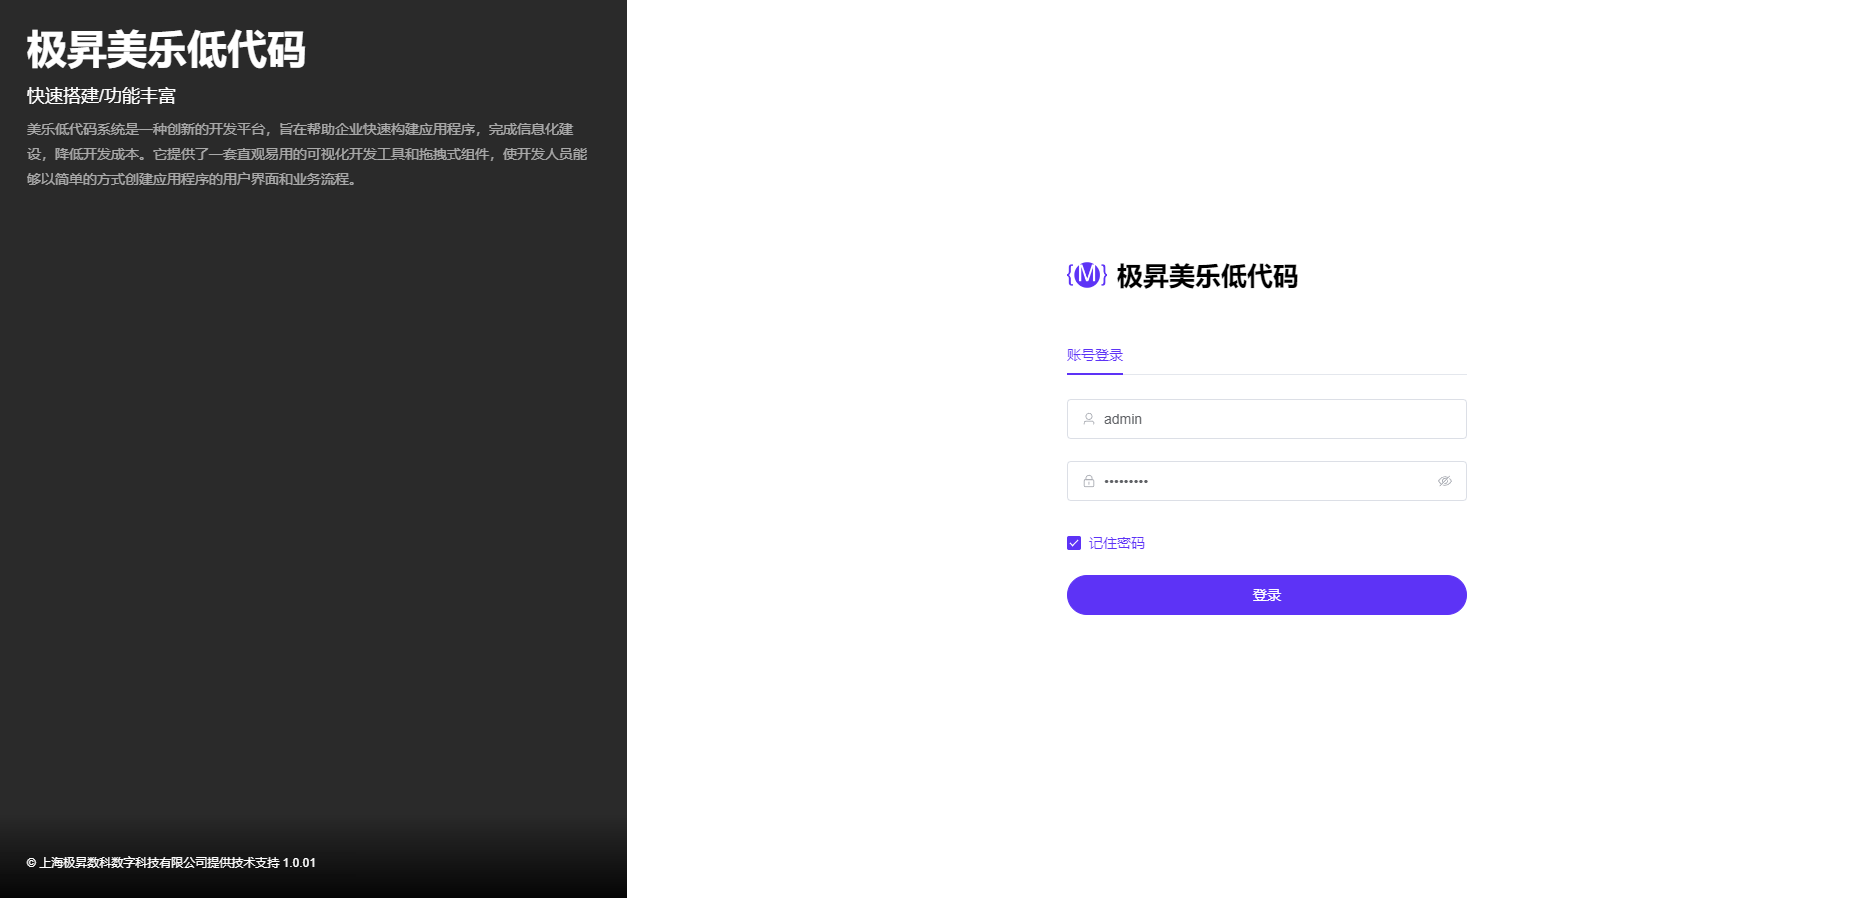 极昇美乐低代码
快速搭建/功能丰富
美乐低代码系统是一种创新的开发平台，旨在帮助企业快速构建应用程序，完成信息化建
设，降低开发成本。它提供了一套直观易用的可视化开发工具和拖拽式组件，使开发人员能
够以简单的方式创建应用程序的用户界面和业务流程。
© 上海极昇数科数字科技有限公司提供技术支持 1.0.01
{M} 极昇美乐低代码
账号登录
admin
•••••••••
记住密码
登录